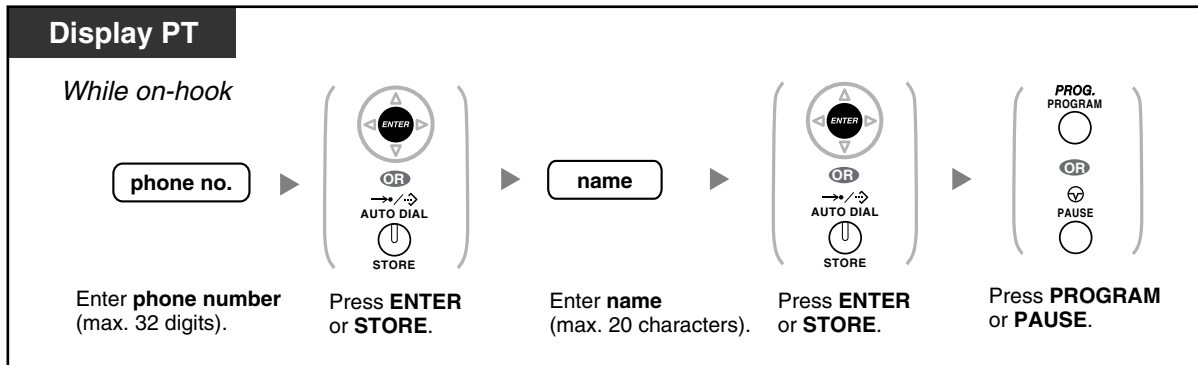 Display PT
While on-hook
phone no.
ENTER
OR
AUTO DIAL
STORE
name
ENTER
OR
AUTO DIAL
STORE
PROG.
PROGRAM
OR
PAUSE
Enter phone number
(max. 32 digits).
Press ENTER
or STORE.
Enter name
(max. 20 characters).
Press ENTER
or STORE.
Press PROGRAM
or PAUSE.